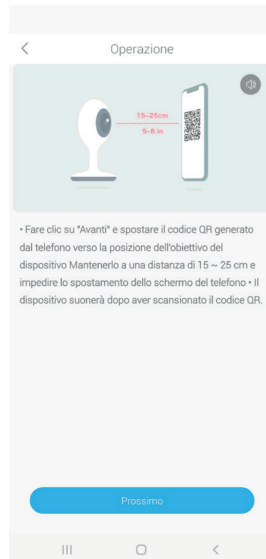 Operazione
15-25cm
5-8 in
• Fare clic su "Avanti" e spostare il codice QR generato
dal telefono verso la posizione dell'obiettivo del
dispositivo Mantenerlo a una distanza di 15 ~ 25 cm e
impedire lo spostamento dello schermo del telefono • Il
dispositivo suonerà dopo aver scansionato il codice QR.
Prossimo